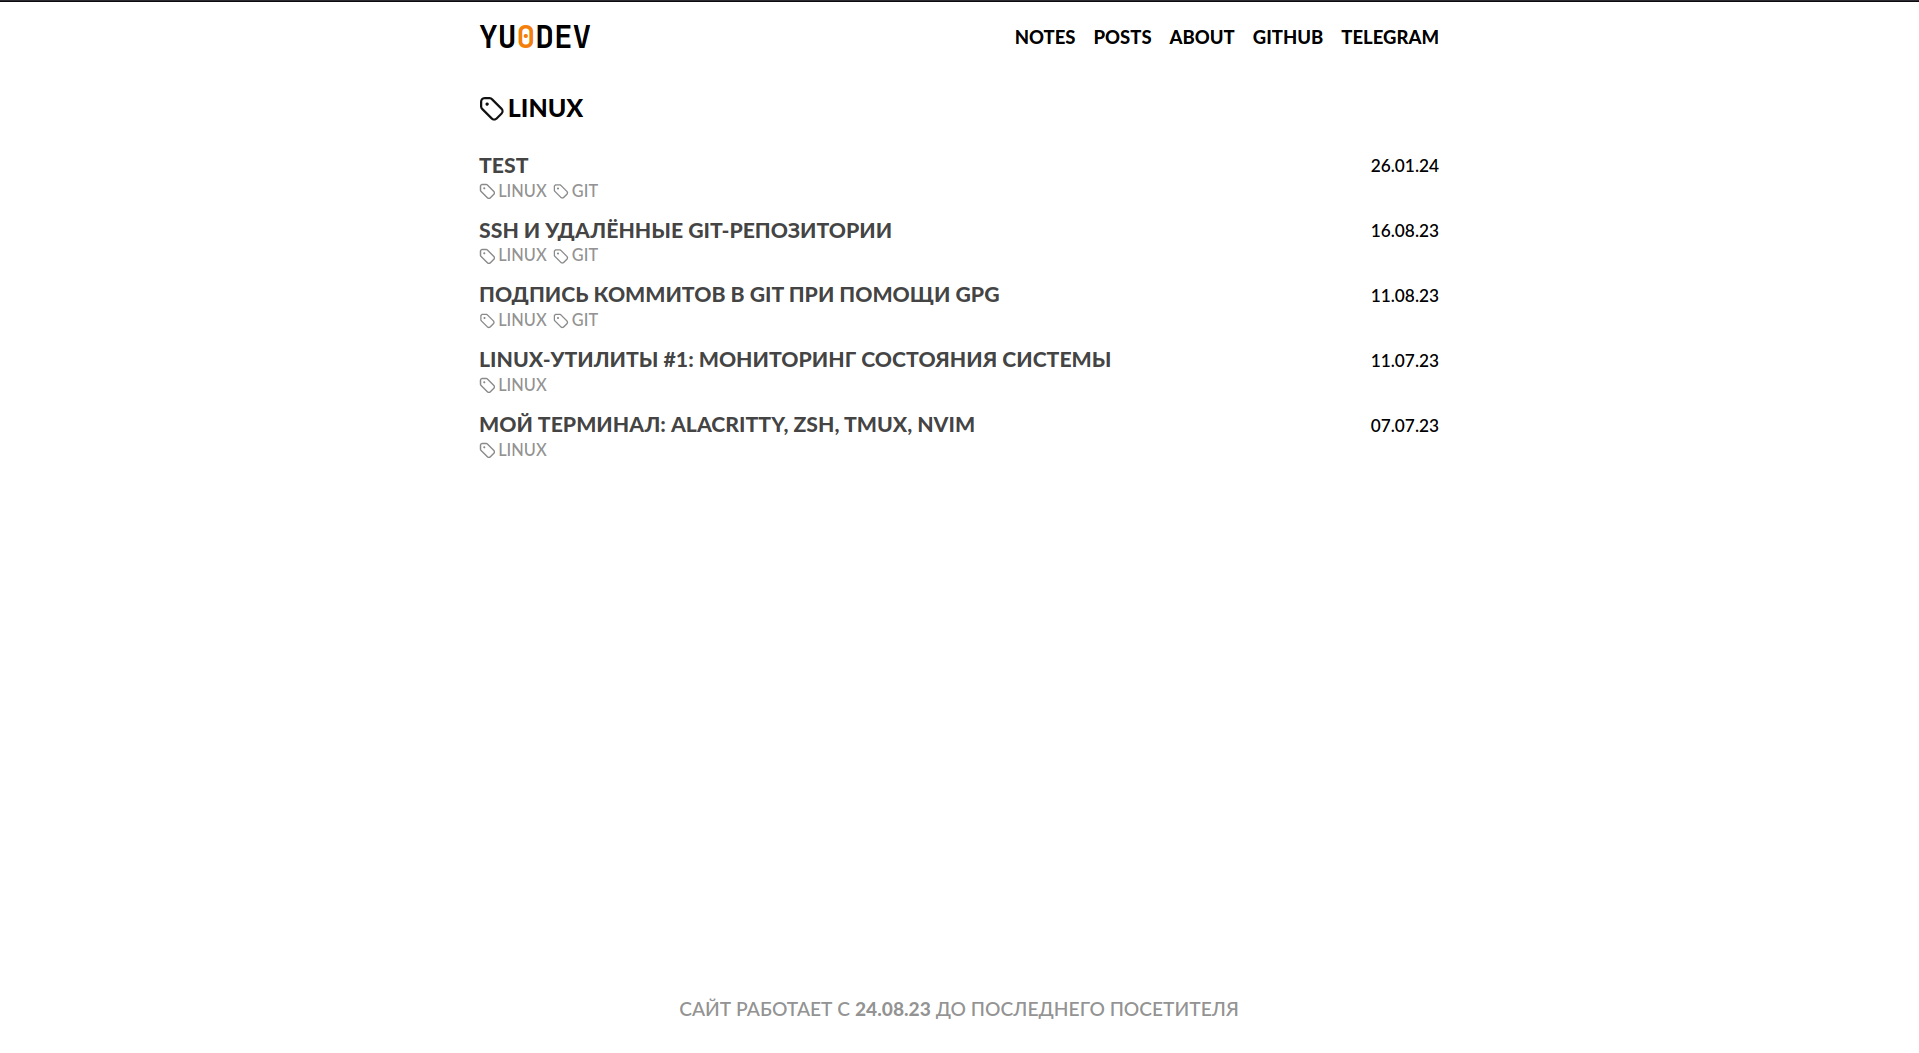 YU0DEV NOTES POSTS ABOUT GITHUB TELEGRAM
LINUX
TEST 26.01.24
LINUX GIT
SSH И УДАЛЁННЫЕ GIT-РЕПОЗИТОРИИ 16.08.23
LINUX GIT
ПОДПИСЬ КОММИТОВ В GIT ПРИ ПОМОЩИ GPG 11.08.23
LINUX GIT
LINUX-УТИЛИТЫ #1: МОНИТОРИНГ СОСТОЯНИЯ СИСТЕМЫ 11.07.23
LINUX
МОЙ ТЕРМИНАЛ: ALACRITTY, ZSH, TMUX, NVIM 07.07.23
LINUX
САЙТ РАБОТАЕТ С 24.08.23 ДО ПОСЛЕДНЕГО ПОСЕТИТЕЛЯ